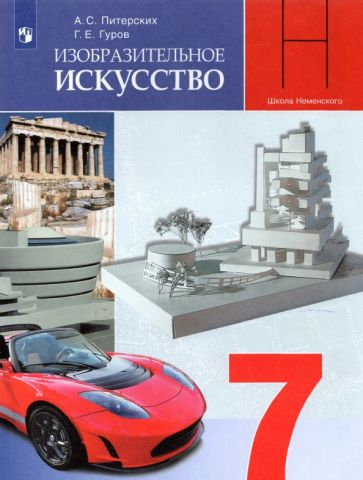 А. С. Питерских
Г. Е. Гуров
ИЗОБРАЗИТЕЛЬНОЕ
ИСКУССТВО
Школа Неменского
7